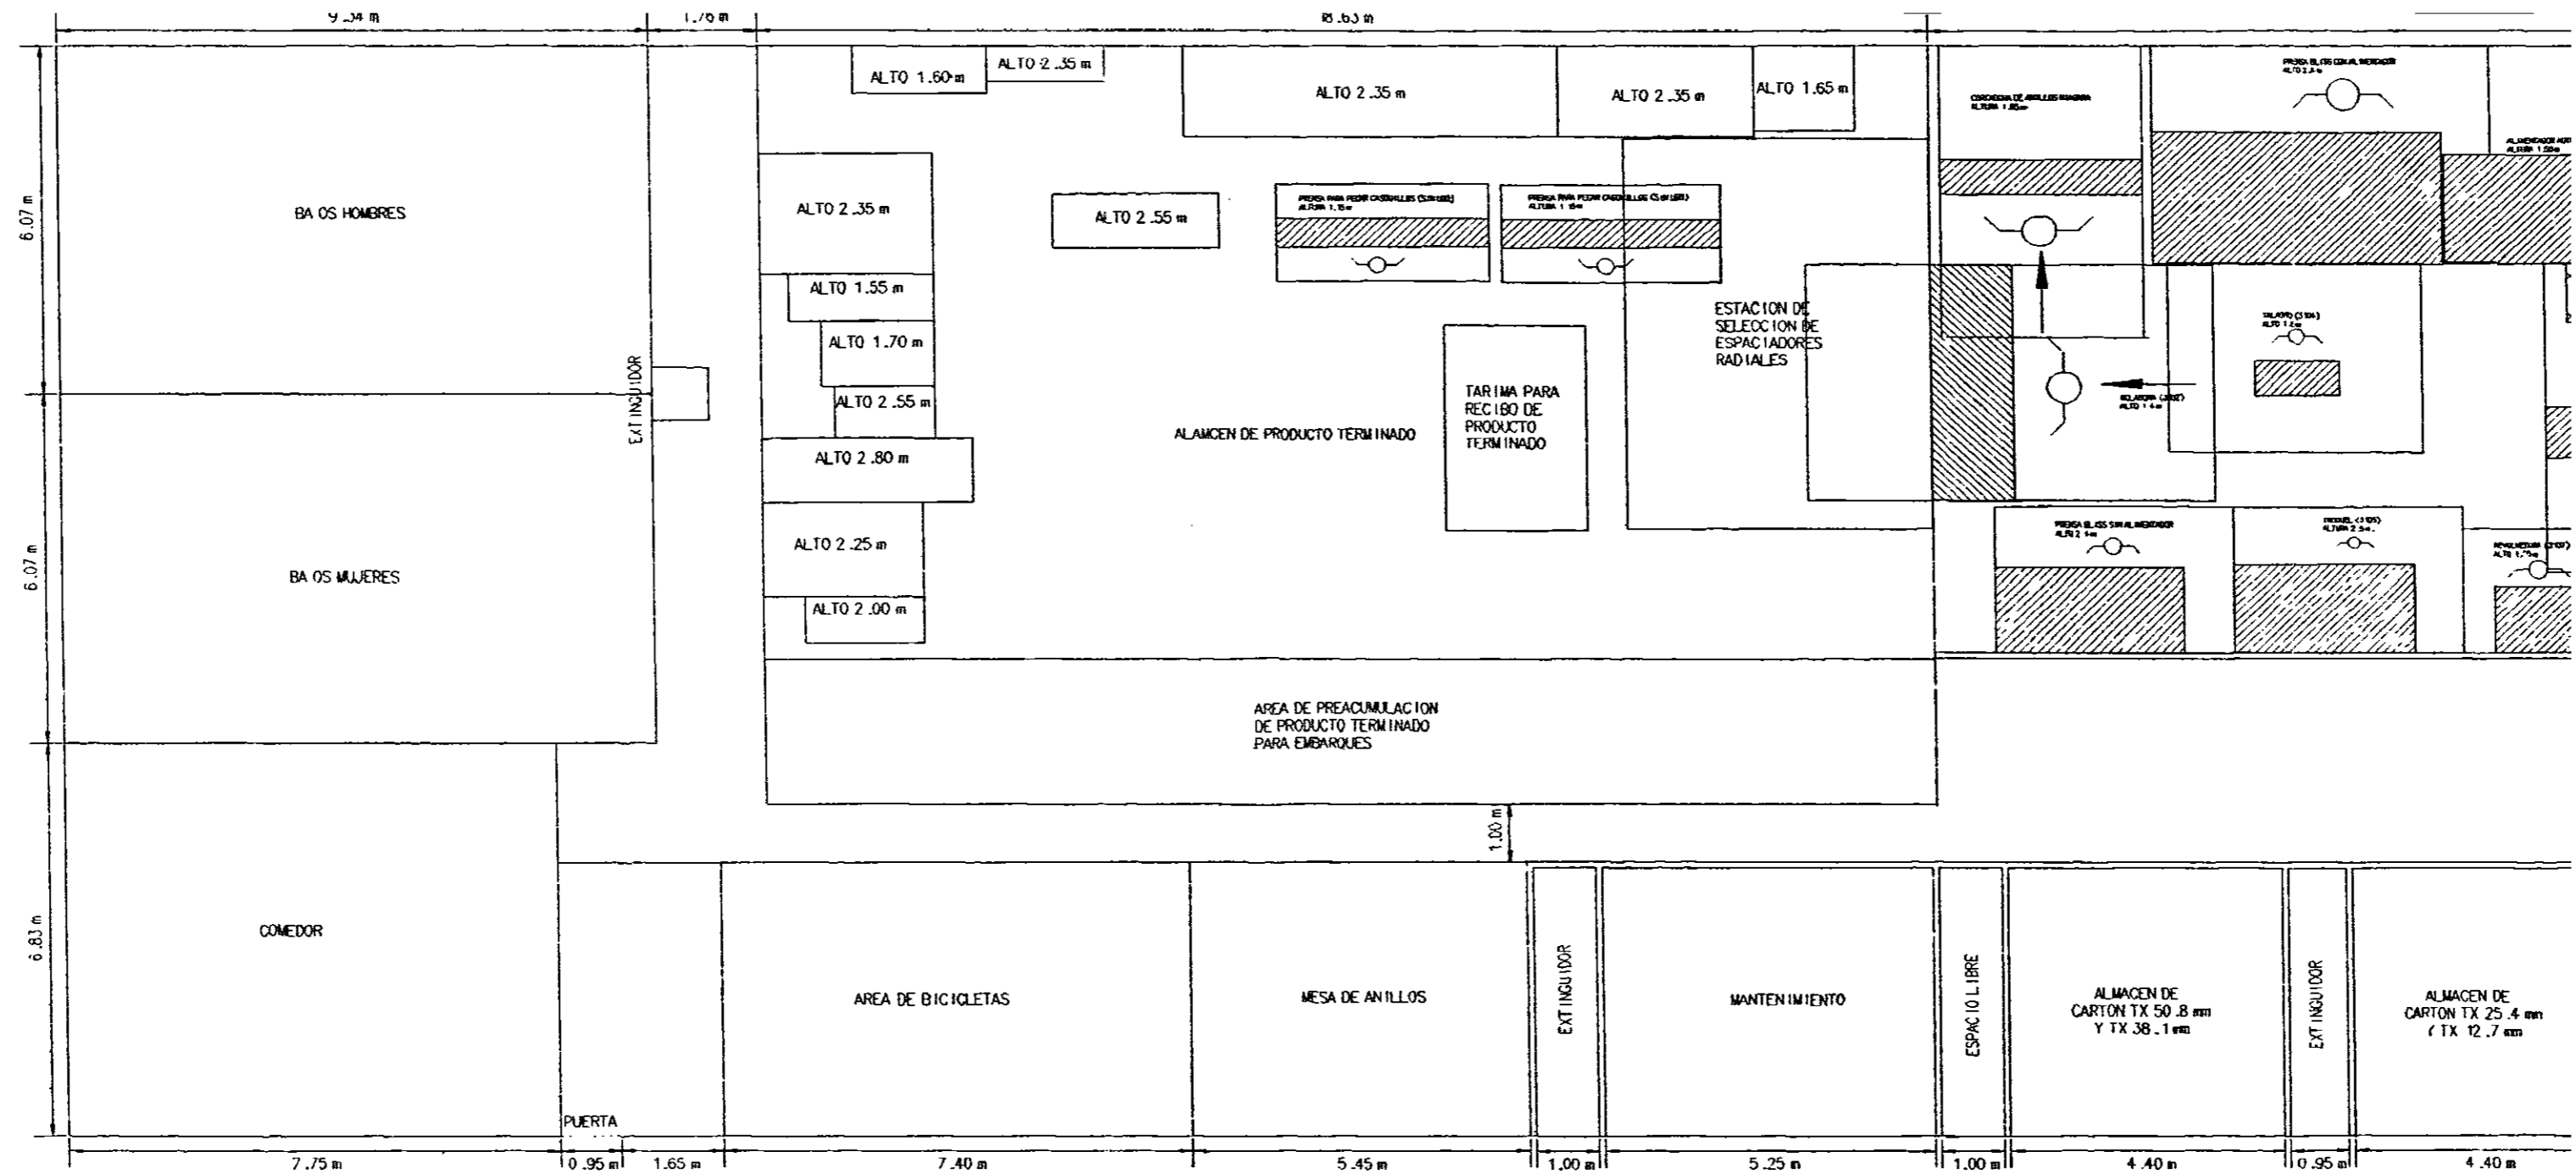 9.34 m
1.76 m
18.63 m
6.07 m
6.07 m
6.83 m
BA OS HOMBRES
BA OS MUJERES
COMEDOR
EXTINGUIDOR
ALTO 1.60 m
ALTO 2.35 m
ALTO 2.35 m
ALTO 2.35 m
ALTO 1.65 m
ALTO 2.35 m
ALTO 1.55 m
ALTO 1.70 m
ALTO 2.55 m
ALTO 2.80 m
ALTO 2.25 m
ALTO 2.00 m
ALTO 2.55 m
ALAMCEN DE PRODUCTO TERMINADO
TARIMA PARA
RECIBO DE
PRODUCTO
TERMINADO
ESTACION DE
SELECCION DE
ESPACIADORES
RADIALES
PRENSA BLISS SIN ALIMENTADOR
AREA DE PREACUMULACION
DE PRODUCTO TERMINADO
PARA EMBARQUES
1.00 m
PUERTA
AREA DE BICICLETAS
MESA DE ANILLOS
EXTINGUIDOR
MANTENIMIENTO
ESPACIO LIBRE
ALMACEN DE
CARTON TX 50.8 mm
Y TX 38.1 mm
EXTINGUIDOR
ALMACEN DE
CARTON TX 25.4 mm
Y TX 12.7 mm
7.75 m
0.95 m
1.65 m
7.40 m
5.45 m
1.00 m
5.25 m
1.00 m
4.40 m
0.95 m
4.40 m